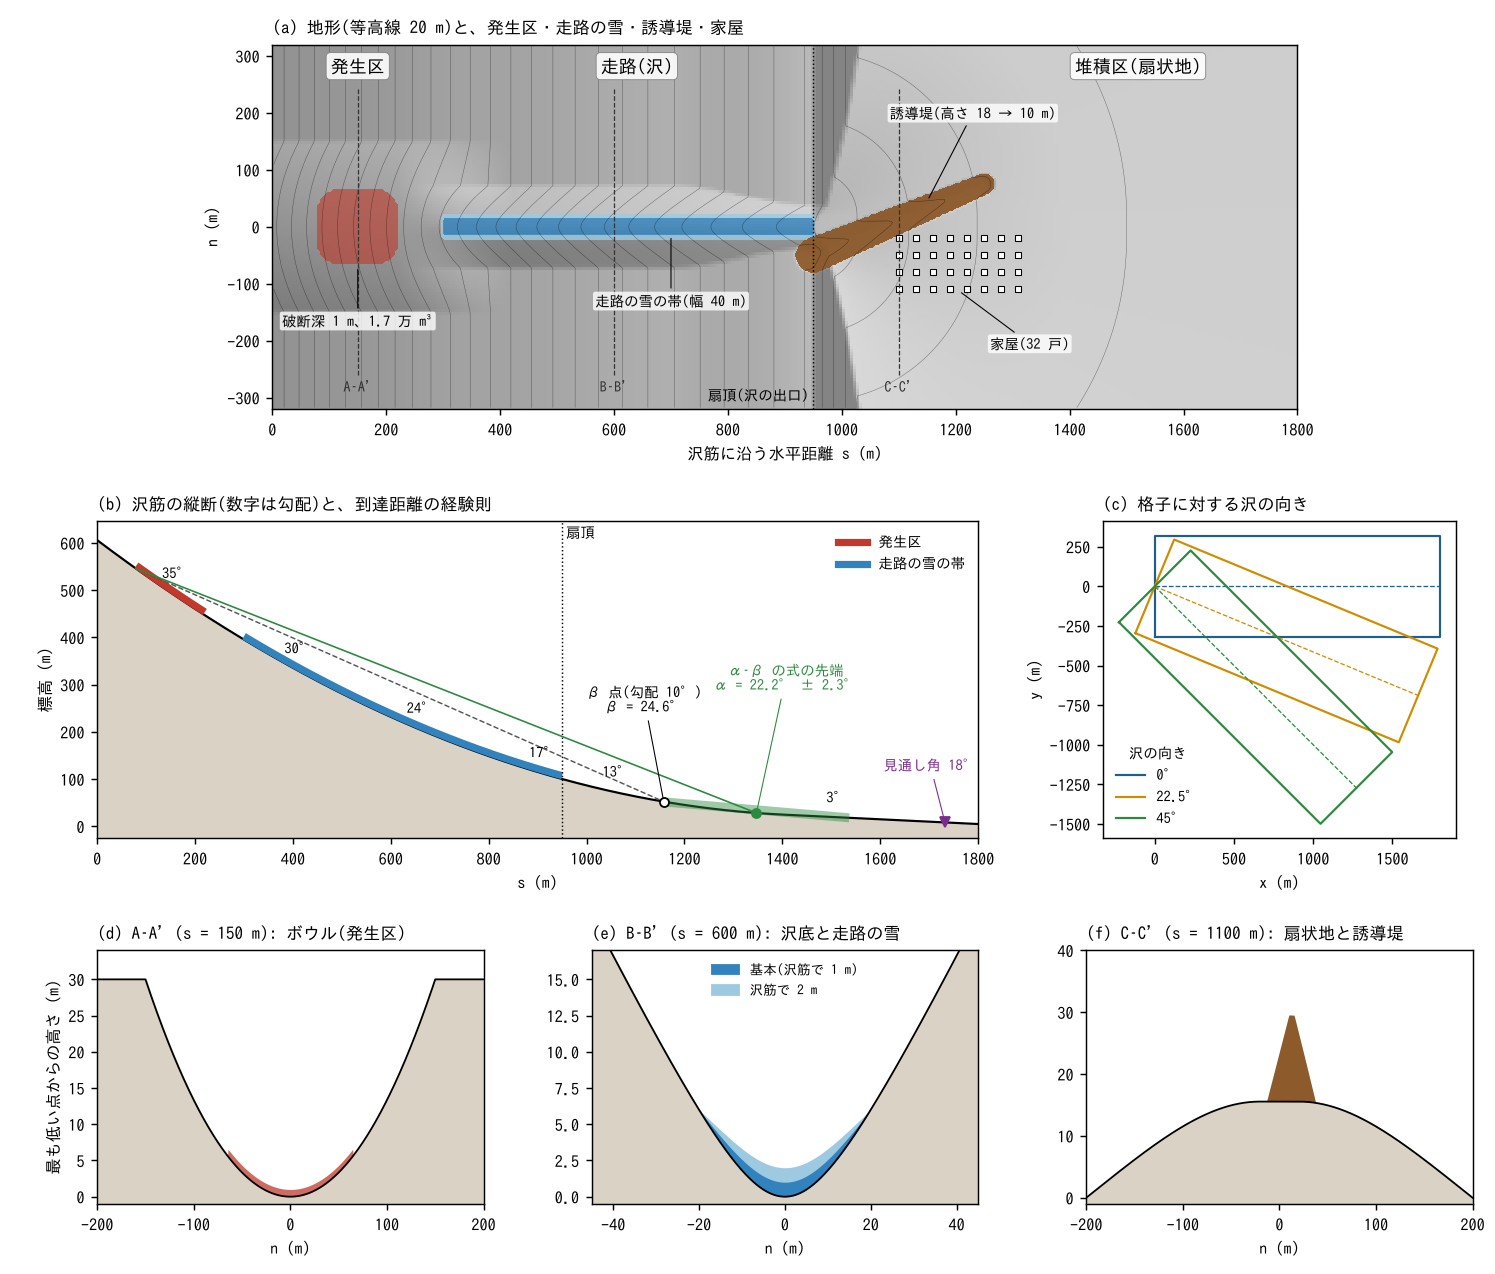 (a) 地形(等高線 20 m)と、発生区・走路の雪・誘導堤・家屋
発生区
走路(沢)
堆積区(扇状地)
誘導堤(高さ 18 → 10 m)
走路の雪の帯(幅 40 m)
破断深 1 m、1.7 万 m³
家屋(32 戸)
A-A'
B-B'
扇頂(沢の出口)
C-C'
300
200
100
0
−100
−200
−300
n (m)
0 200 400 600 800 1000 1200 1400 1600 1800
沢筋に沿う水平距離 s (m)
(b) 沢筋の縦断(数字は勾配)と、到達距離の経験則
扇頂
発生区
走路の雪の帯
35°
30°
24°
17°
13°
3°
β 点(勾配 10° )
β = 24.6°
α-β の式の先端
α = 22.2° ± 2.3°
見通し角 18°
600
500
400
300
200
100
0
標高 (m)
0 200 400 600 800 1000 1200 1400 1600 1800
s (m)
(c) 格子に対する沢の向き
250
0
−250
−500
−750
−1000
−1250
−1500
y (m)
沢の向き
0°
22.5°
45°
0 500 1000 1500
x (m)
(d) A-A' (s = 150 m): ボウル(発生区)
30
25
20
15
10
5
0
最も低い点からの高さ (m)
−200 −100 0 100 200
n (m)
(e) B-B' (s = 600 m): 沢底と走路の雪
基本(沢筋で 1 m)
沢筋で 2 m
15.0
12.5
10.0
7.5
5.0
2.5
0.0
−40 −20 0 20 40
n (m)
(f) C-C' (s = 1100 m): 扇状地と誘導堤
40
30
20
10
0
−200 −100 0 100 200
n (m)